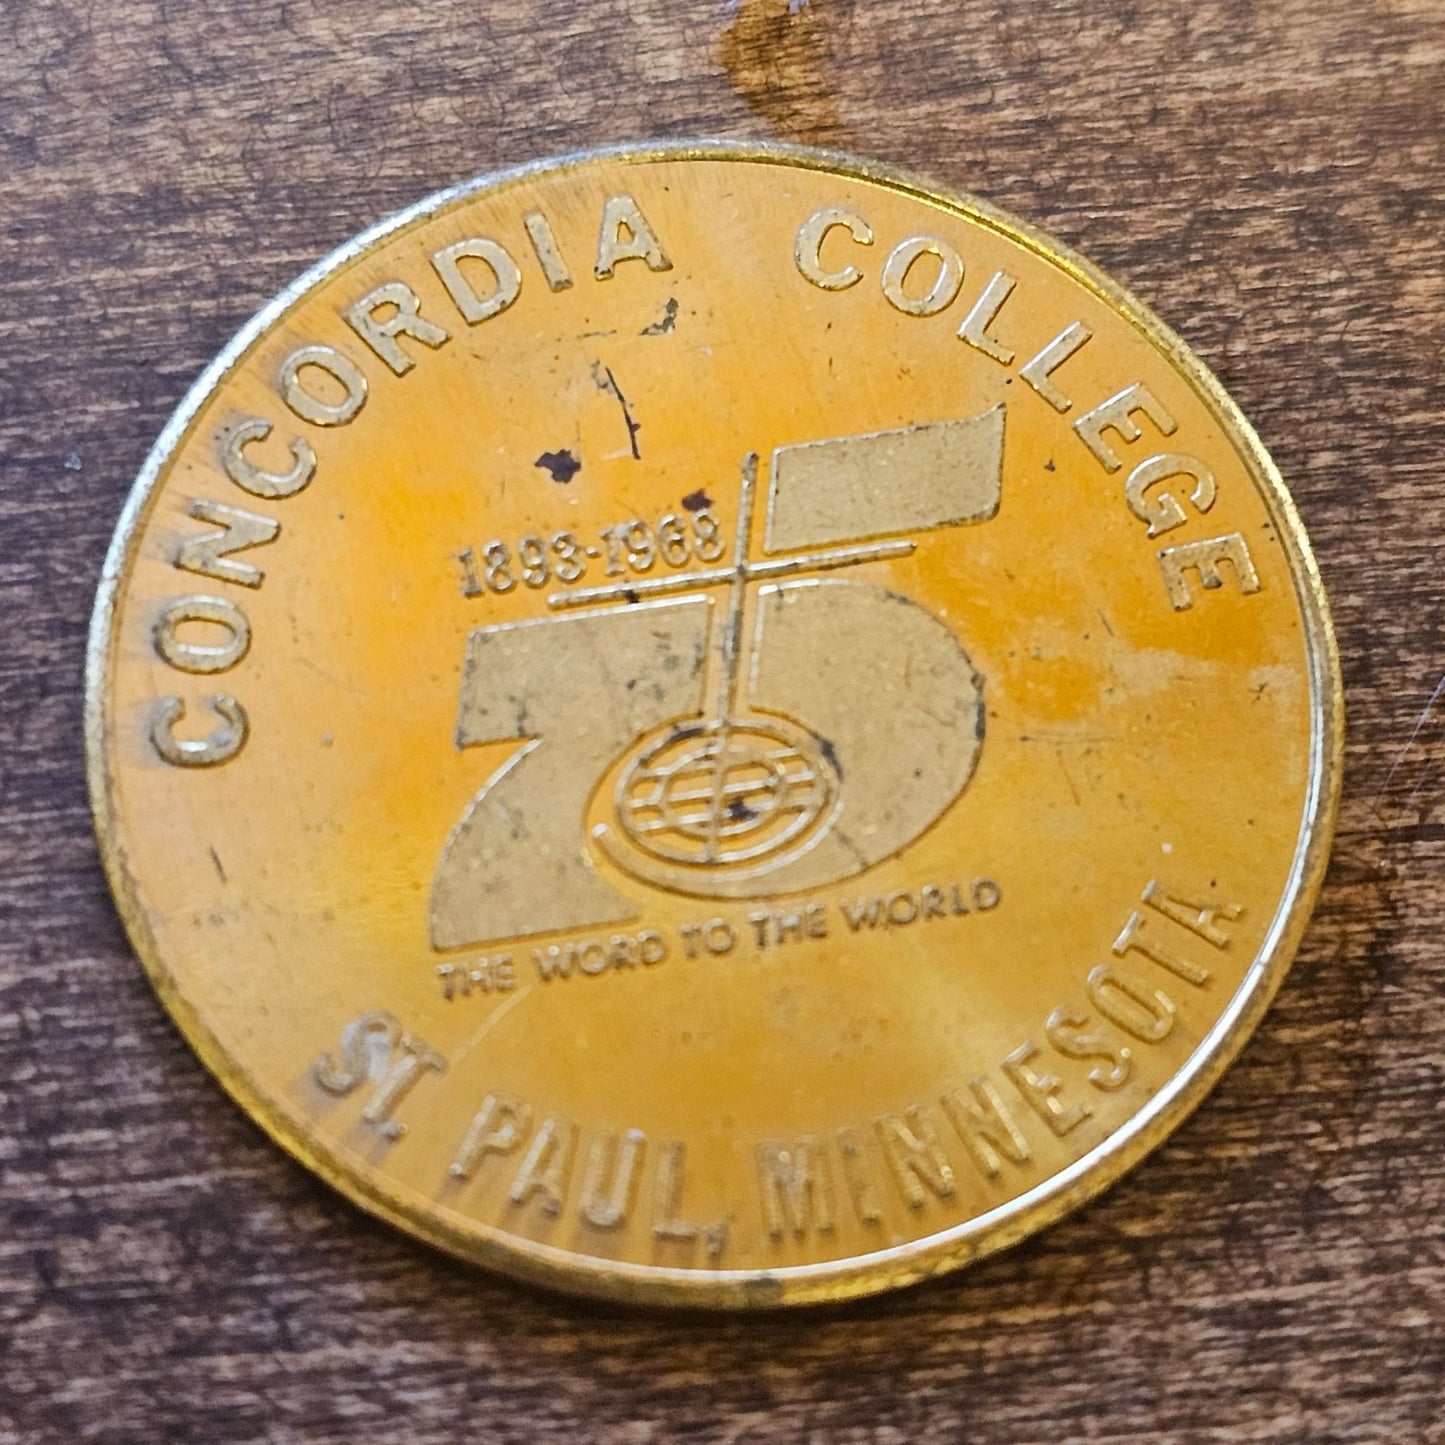 CONCORDIA COLLEGE
1893-1968
75
THE WORD TO THE WORLD
ST. PAUL, MINNESOTA